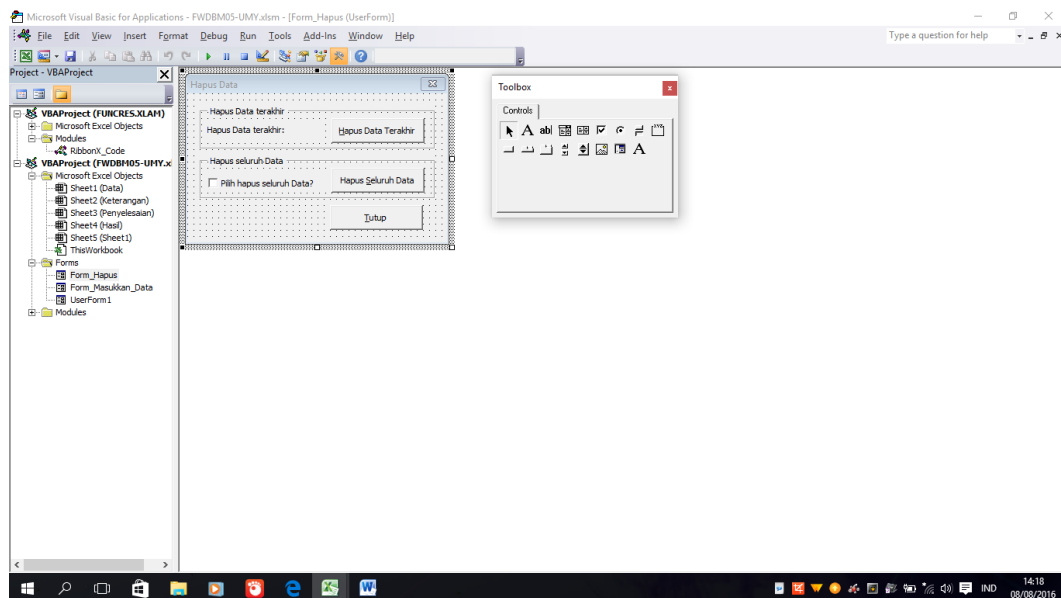 Microsoft Visual Basic for Applications - FWDBM05-UMY.xlsm - [Form_Hapus (UserForm)]
File Edit View Insert Format Debug Run Tools Add-Ins Window Help
Type a question for help
Project - VBAProject
VBAProject (FUNCRES.XLAM)
Microsoft Excel Objects
Modules
RibbonX_Code
VBAProject (FWDBM05-UMY.x
Microsoft Excel Objects
Sheet1 (Data)
Sheet2 (Keterangan)
Sheet3 (Penyelesaian)
Sheet4 (Hasil)
Sheet5 (Sheet1)
ThisWorkbook
Forms
Form_Hapus
Form_Masukkan_Data
UserForm1
Modules
Hapus Data
Hapus Data terakhir
Hapus Data terakhir:
Hapus Data Terakhir
Hapus seluruh Data
Pilih hapus seluruh Data?
Hapus Seluruh Data
Tutup
Toolbox
Controls
IND
14:18
08/08/2016